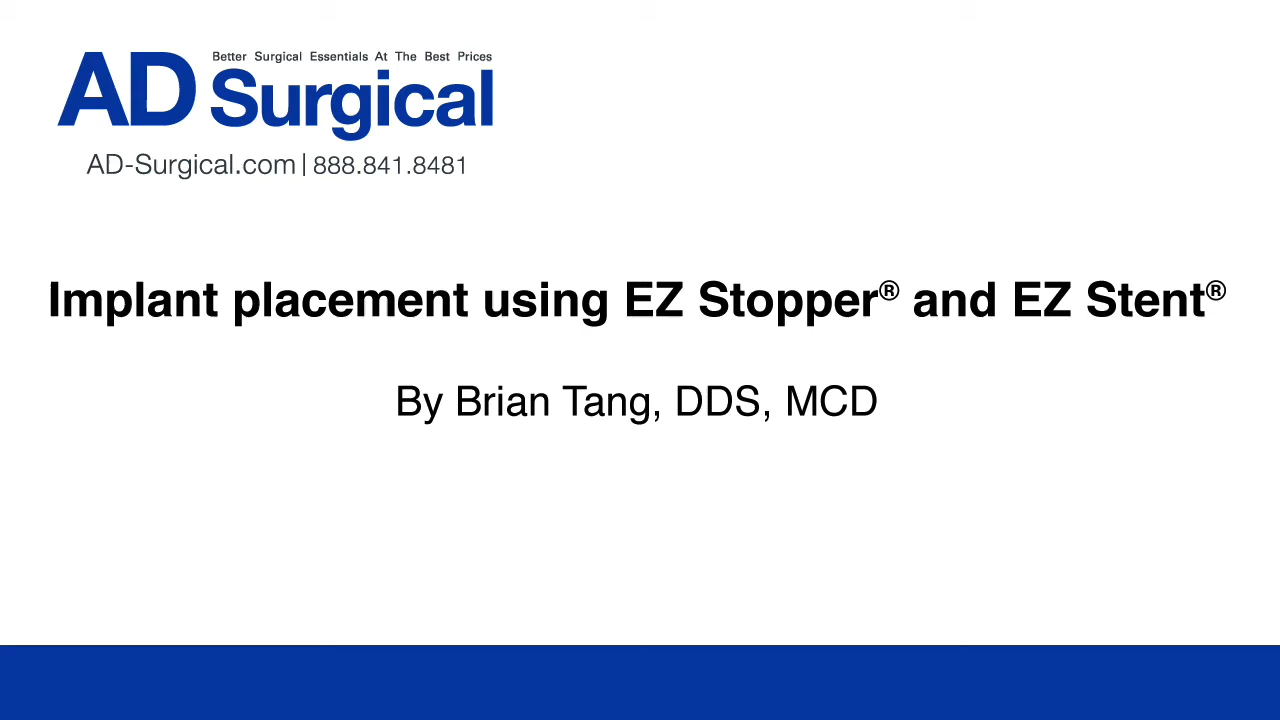 Better Surgical Essentials At The Best Prices
AD Surgical
AD-Surgical.com | 888.841.8481
Implant placement using EZ Stopper® and EZ Stent®
By Brian Tang, DDS, MCD